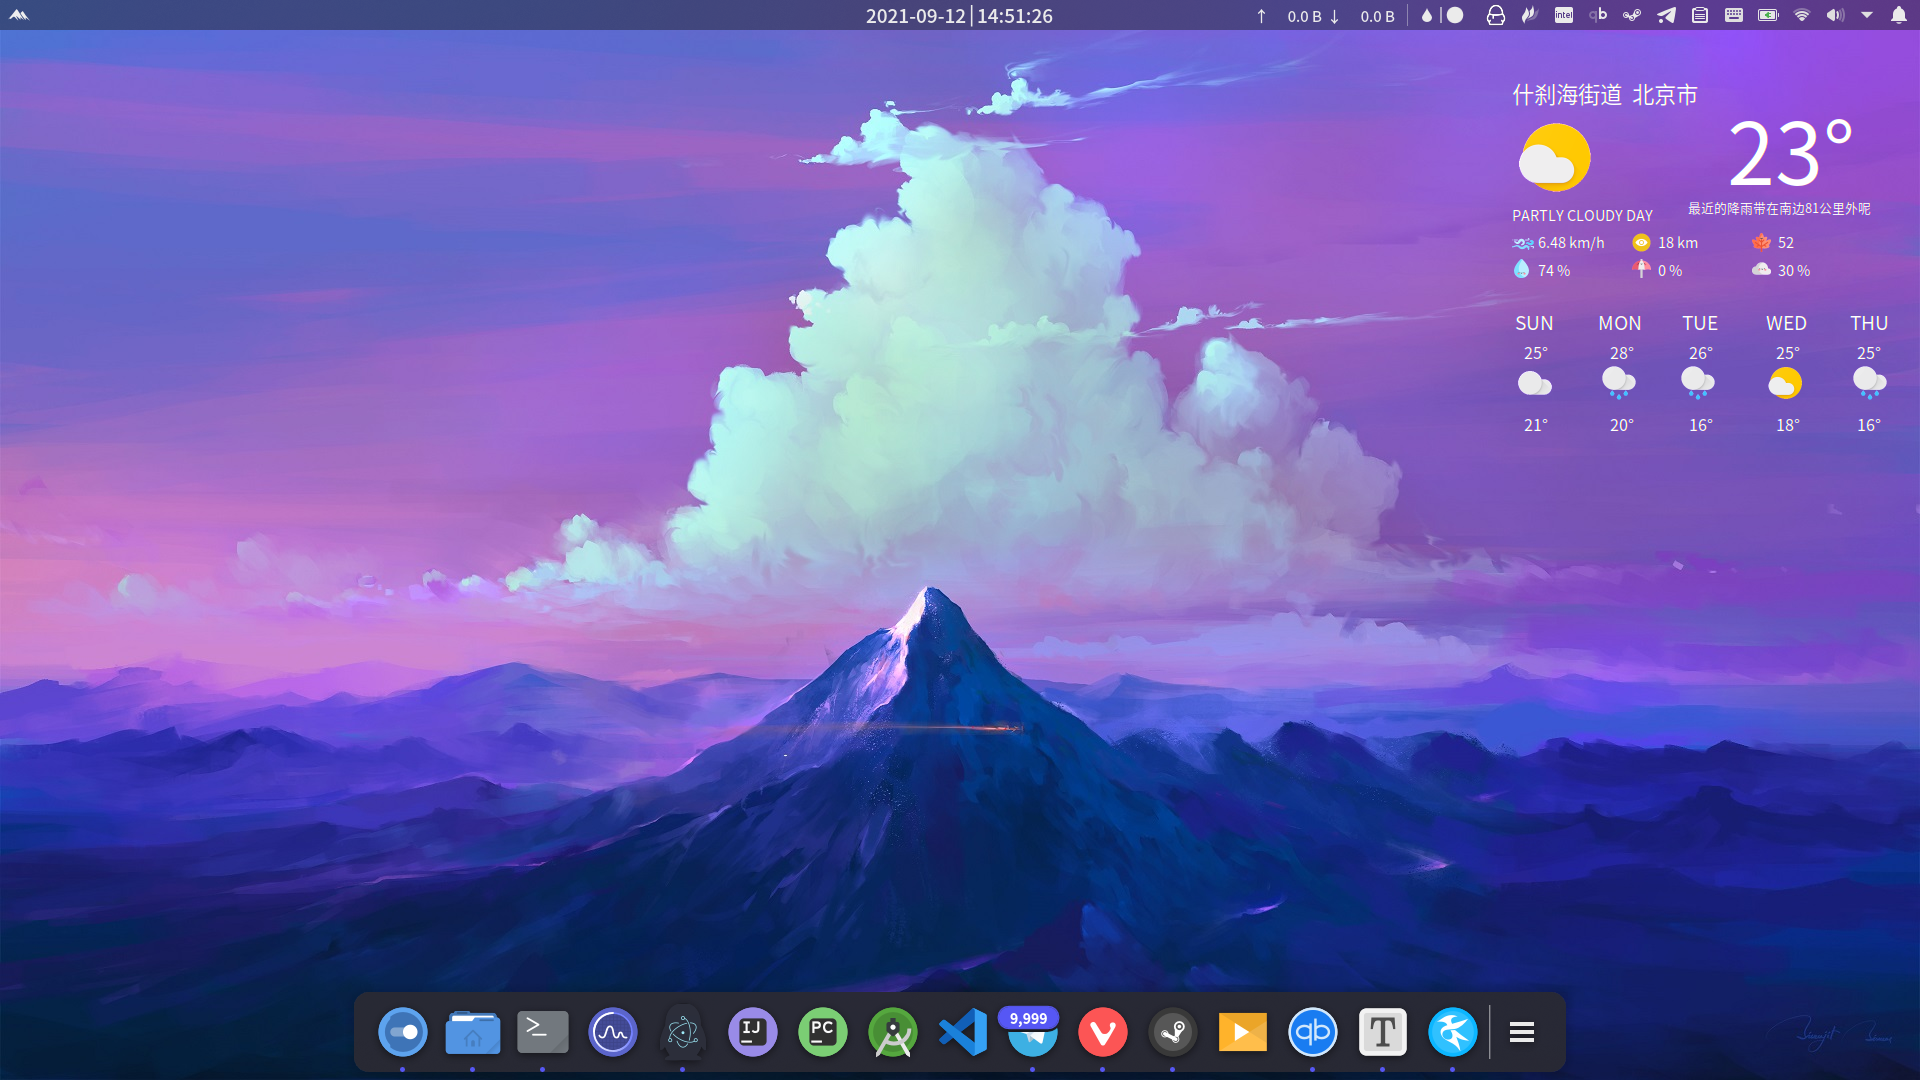 2021-09-12│14:51:26
↑ 0.0 B ↓ 0.0 B
intel
qb
什刹海街道 北京市
23°
PARTLY CLOUDY DAY
最近的降雨带在南边81公里外呢
6.48 km/h 18 km 52
74 % 0 % 30 %
SUN MON TUE WED THU
25° 28° 26° 25° 25°
21° 20° 16° 18° 16°
>_
IJ
PC
9,999
qb
T